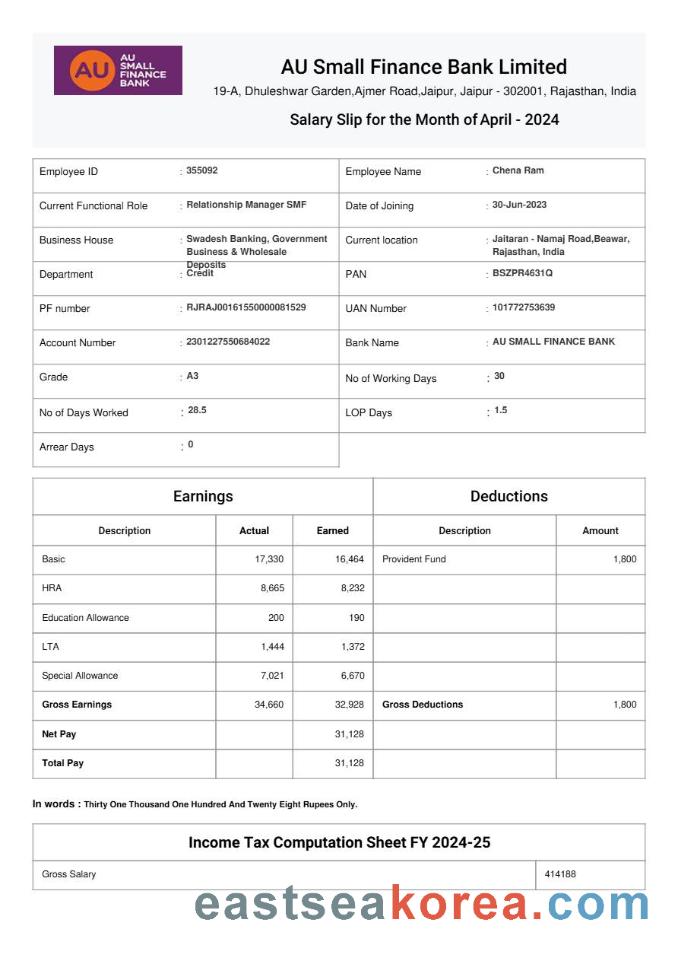 AU
AU
SMALL
FINANCE
BANK
AU Small Finance Bank Limited
19-A, Dhuleshwar Garden,Ajmer Road,Jaipur, Jaipur - 302001, Rajasthan, India
Salary Slip for the Month of April - 2024
Employee ID : 355092 Employee Name : Chena Ram
Current Functional Role : Relationship Manager SMF Date of Joining : 30-Jun-2023
Business House : Swadesh Banking, Government Business & Wholesale Deposits Current location : Jaitaran - Namaj Road,Beawar, Rajasthan, India
Department : Credit PAN : BSZPR4631Q
PF number : RJRAJ00161550000081529 UAN Number : 101772753639
Account Number : 2301227550684022 Bank Name : AU SMALL FINANCE BANK
Grade : A3 No of Working Days : 30
No of Days Worked : 28.5 LOP Days : 1.5
Arrear Days : 0
Earnings Deductions
Description Actual Earned Description Amount
Basic 17,330 16,464 Provident Fund 1,800
HRA 8,665 8,232
Education Allowance 200 190
LTA 1,444 1,372
Special Allowance 7,021 6,670
Gross Earnings 34,660 32,928 Gross Deductions 1,800
Net Pay 31,128
Total Pay 31,128
In words : Thirty One Thousand One Hundred And Twenty Eight Rupees Only.
Income Tax Computation Sheet FY 2024-25
Gross Salary 414188
eastseakorea.com